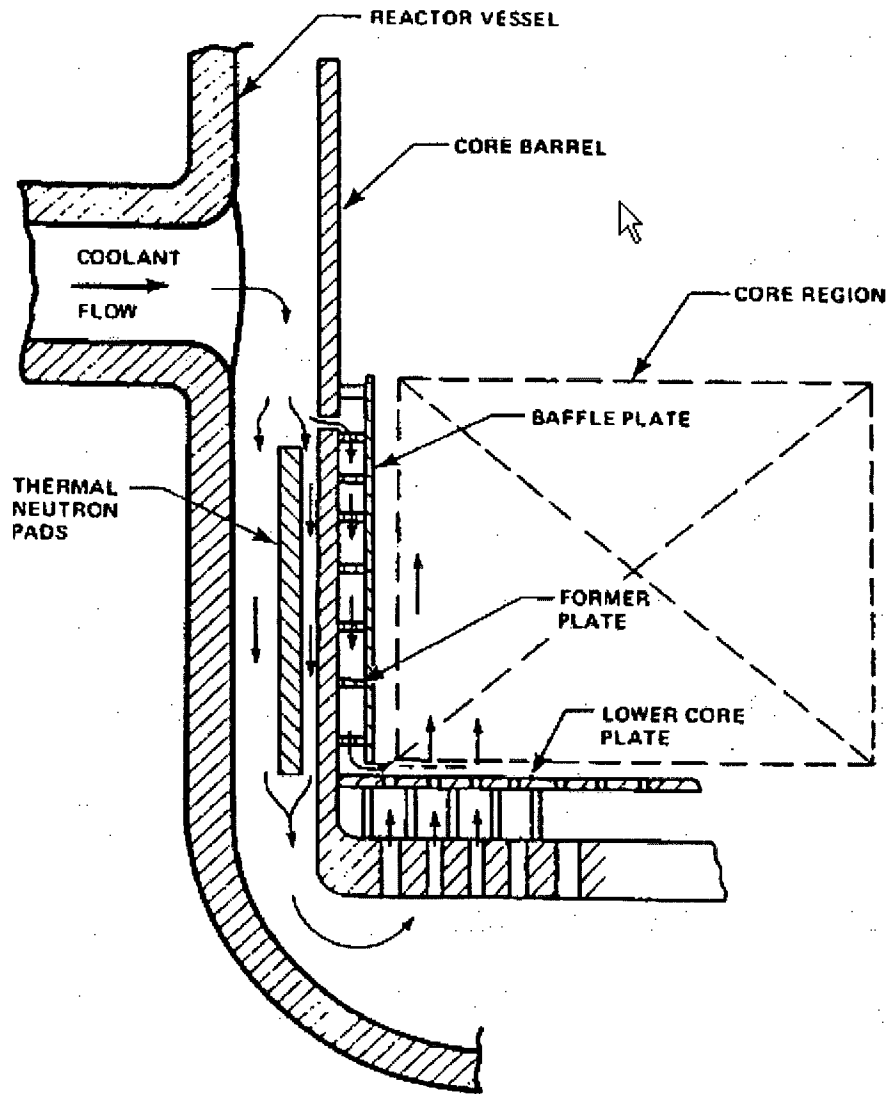 REACTOR VESSEL
CORE BARREL
COOLANT
FLOW
CORE REGION
BAFFLE PLATE
THERMAL
NEUTRON
PADS
FORMER
PLATE
LOWER CORE
PLATE